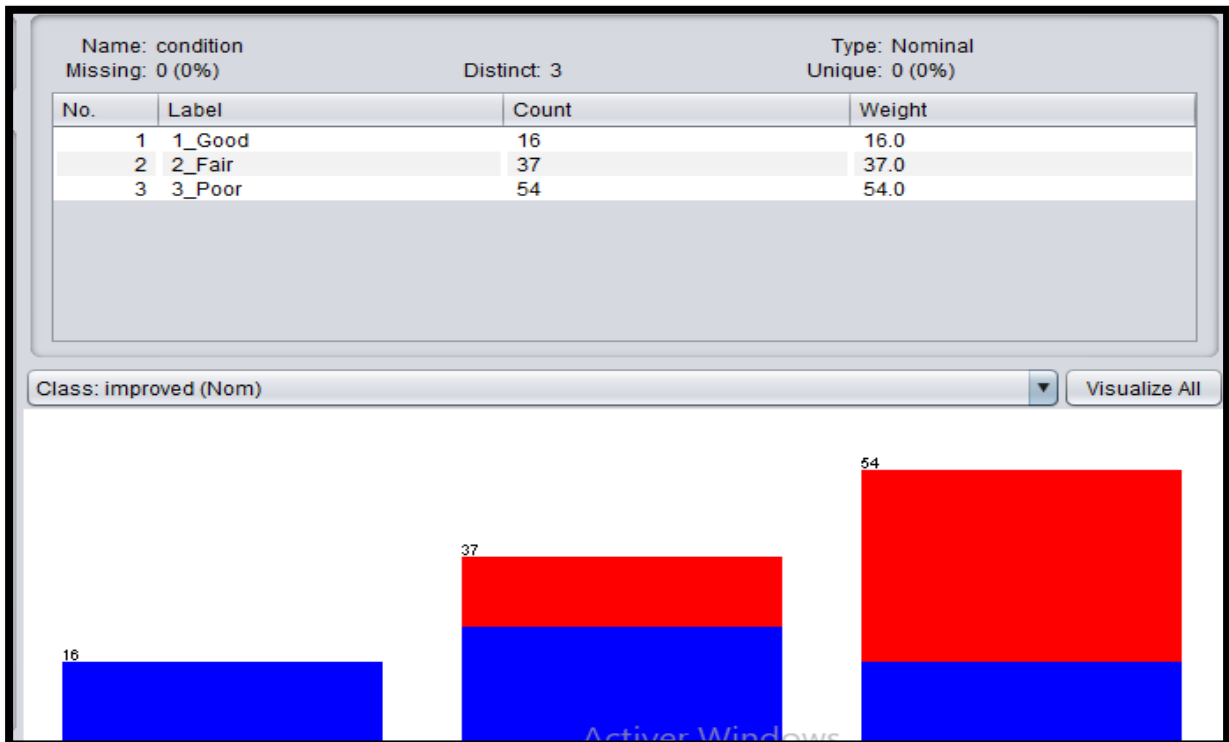 Name: condition Type: Nominal
Missing: 0 (0%) Distinct: 3 Unique: 0 (0%)
No. Label Count Weight
1 1_Good 16 16.0
2 2_Fair 37 37.0
3 3_Poor 54 54.0
Class: improved (Nom) Visualize All
54
37
16
Activer Windows